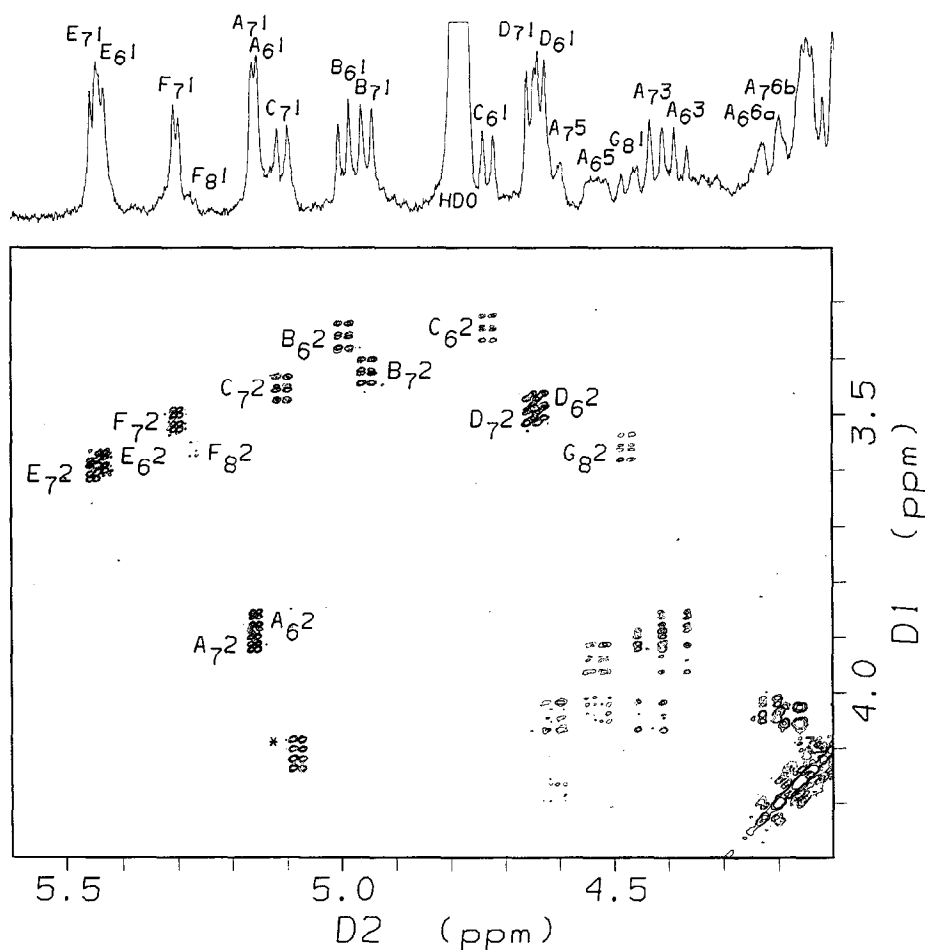 E₇1
E₆1
F₇1
F₈1
A₇1
A₆1
C₇1
B₆1
B₇1
HDO
C₆1
D₇1
D₆1
A₇5
A₆5
G₈1
A₇3
A₆3
A₆6a
A₇6b
B₆2
C₆2
C₇2
B₇2
F₇2
D₇2
D₆2
E₇2
E₆2
F₈2
G₈2
A₇2
A₆2
*
3.5
4.0
D1 (ppm)
5.5
5.0
4.5
D2 (ppm)